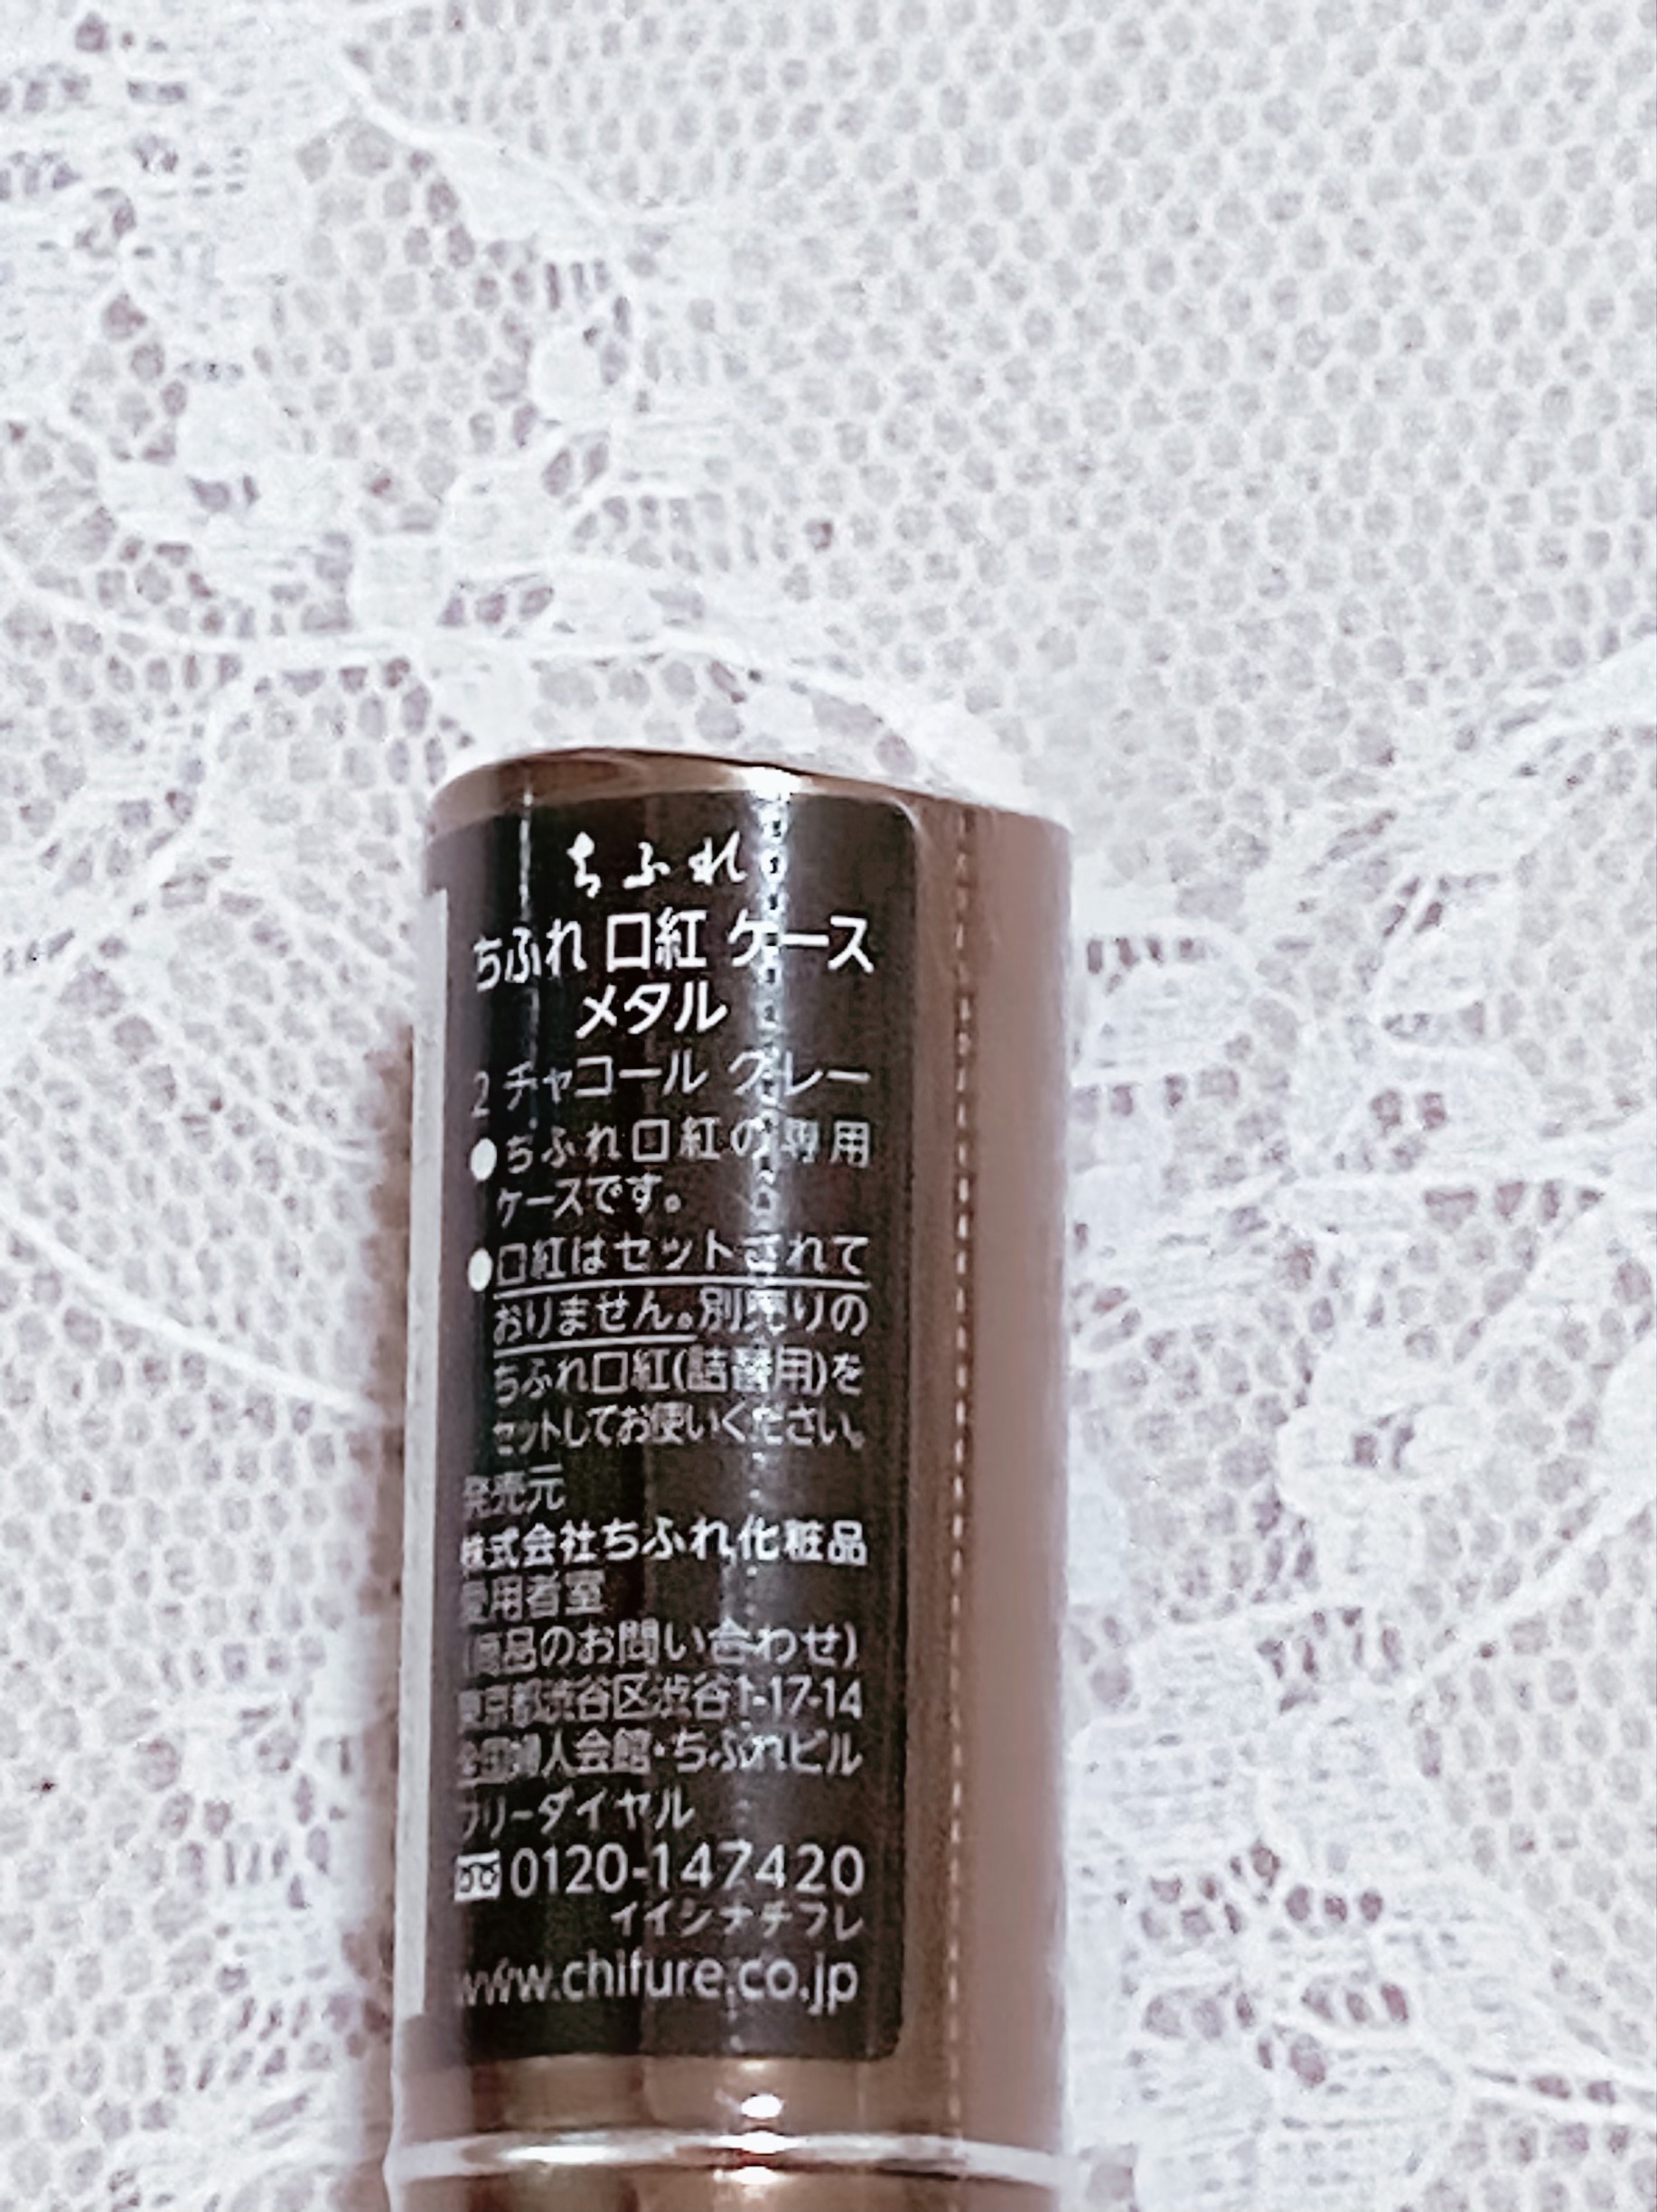 ちふれ
ちふれ 口紅 ケース
メタル
2 チャコール グレー
●ちふれ口紅の専用
ケースです。
●口紅はセットされて
おりません。別売りの
ちふれ口紅(詰替用)を
セットしてお使いください。
発売元
株式会社ちふれ化粧品
愛用者室
(商品のお問い合わせ)
東京都渋谷区渋谷1-17-14
全国婦人会館・ちふれビル
フリーダイヤル
0120-147420
イイシナチフレ
www.chifure.co.jp